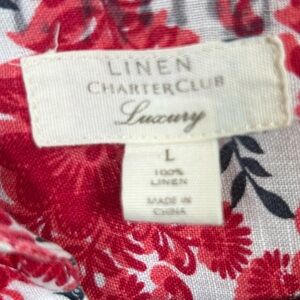 LINEN
CHARTER CLUB
Luxury
L
100%
LINEN
MADE IN
CHINA